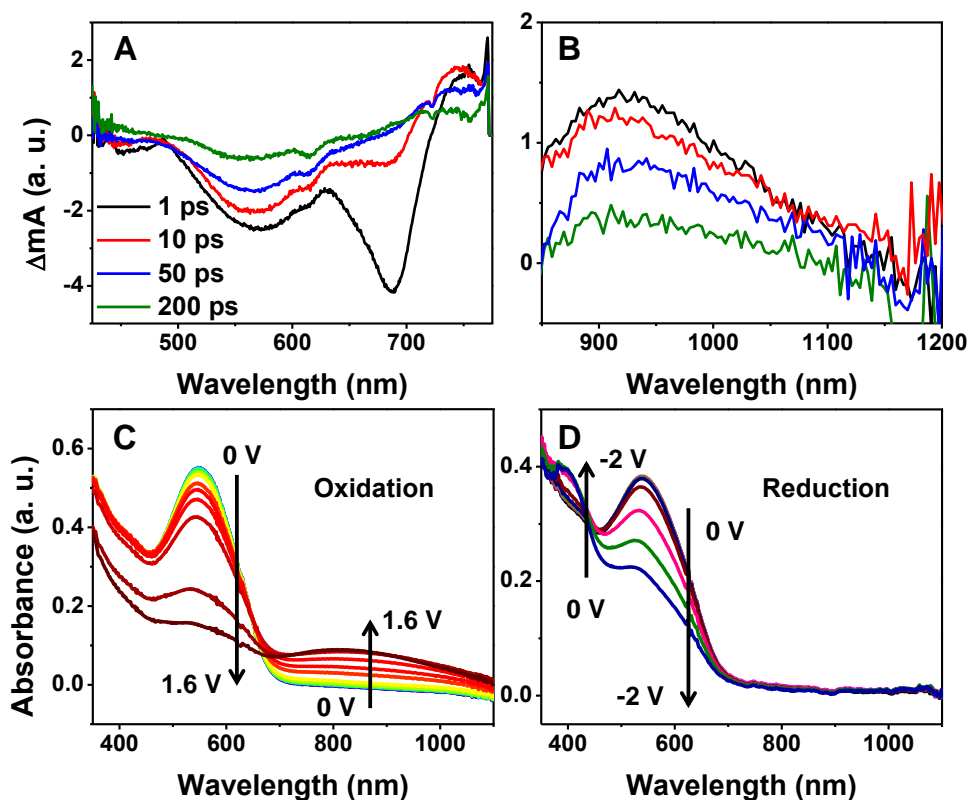 A
B
2
0
-2
-4
ΔmA (a. u.)
1 ps
10 ps
50 ps
200 ps
500
600
700
Wavelength (nm)
2
1
0
900
1000
1100
1200
Wavelength (nm)
C
0 V
Oxidation
1.6 V
1.6 V
0 V
0.6
0.4
0.2
0.0
Absorbance (a. u.)
400
600
800
1000
Wavelength (nm)
D
-2 V
Reduction
0 V
0 V
-2 V
0.4
0.2
0.0
400
600
800
1000
Wavelength (nm)